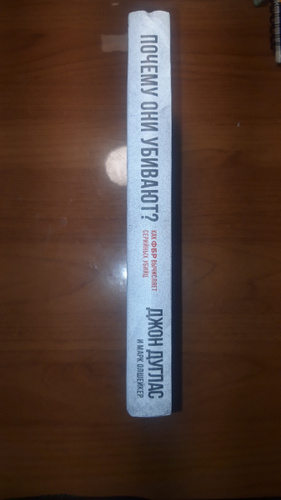 ПОЧЕМУ ОНИ УБИВАЮТ?
КАК ФБР ВЫЧИСЛЯЕТ
СЕРИЙНЫХ УБИЙЦ
ДЖОН ДУГЛАС
И МАРК ОЛШЕЙКЕР